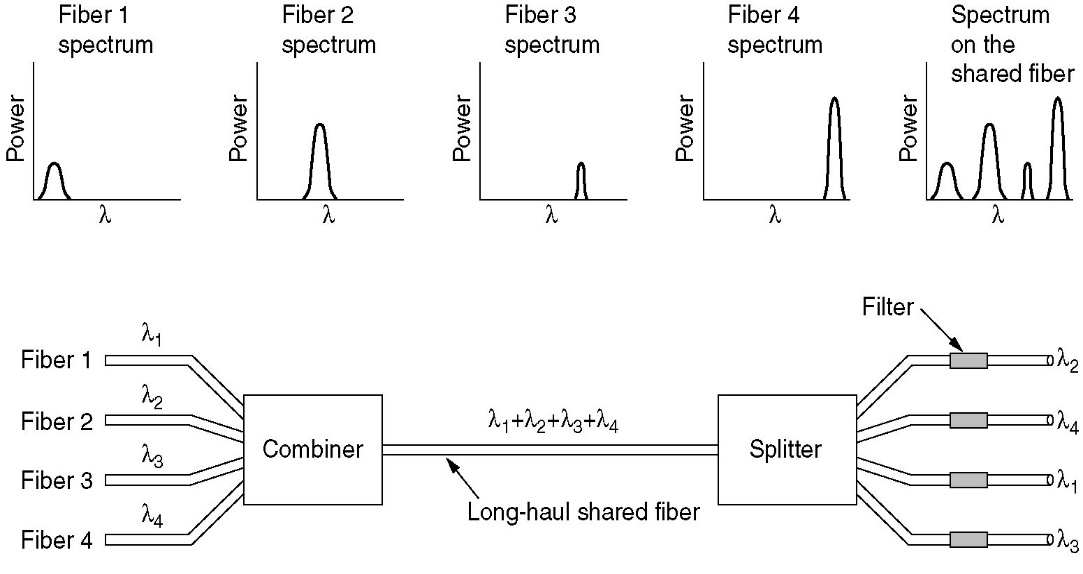 Fiber 1
spectrum
Fiber 2
spectrum
Fiber 3
spectrum
Fiber 4
spectrum
Spectrum
on the
shared fiber
Power
λ
Power
λ
Power
λ
Power
λ
Power
λ
Filter
Fiber 1
λ1
Fiber 2
λ2
Fiber 3
λ3
Fiber 4
λ4
Combiner
λ1+λ2+λ3+λ4
Long-haul shared fiber
Splitter
λ2
λ4
λ1
λ3